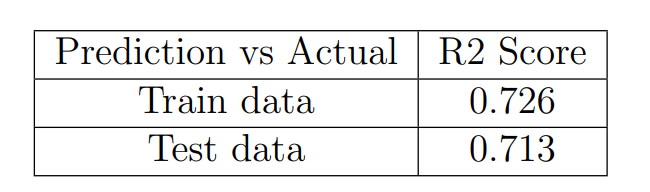 Prediction vs Actual R2 Score
Train data 0.726
Test data 0.713